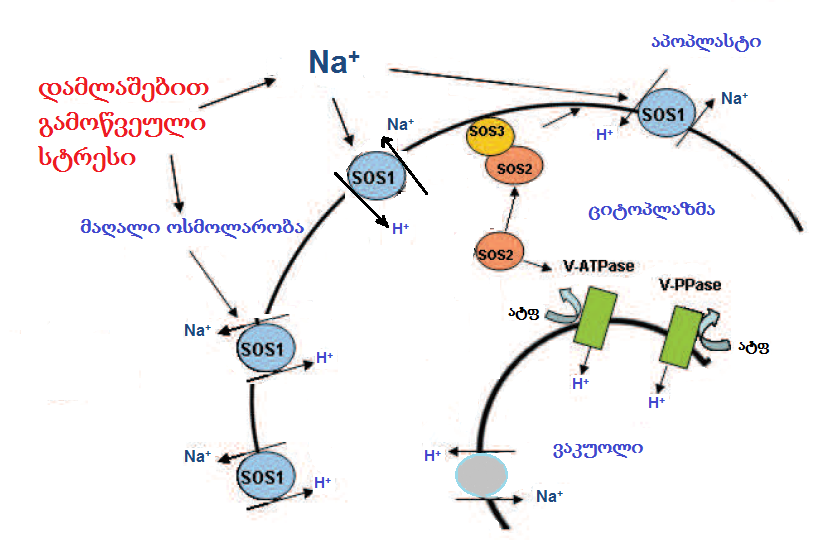 აპოპლასტი
Na⁺
დამლაშებით
გამოწვეული
სტრესი
Na⁺
SOS1
H⁺
Na⁺
SOS3
SOS2
SOS1
H⁺
მაღალი ოსმოლარობა
ციტოპლაზმა
SOS2
V-ATPase
V-PPase
ატფ
ატფ
Na⁺
SOS1
H⁺
H⁺
H⁺
ვაკუოლი
Na⁺
SOS1
H⁺
H⁺
Na⁺